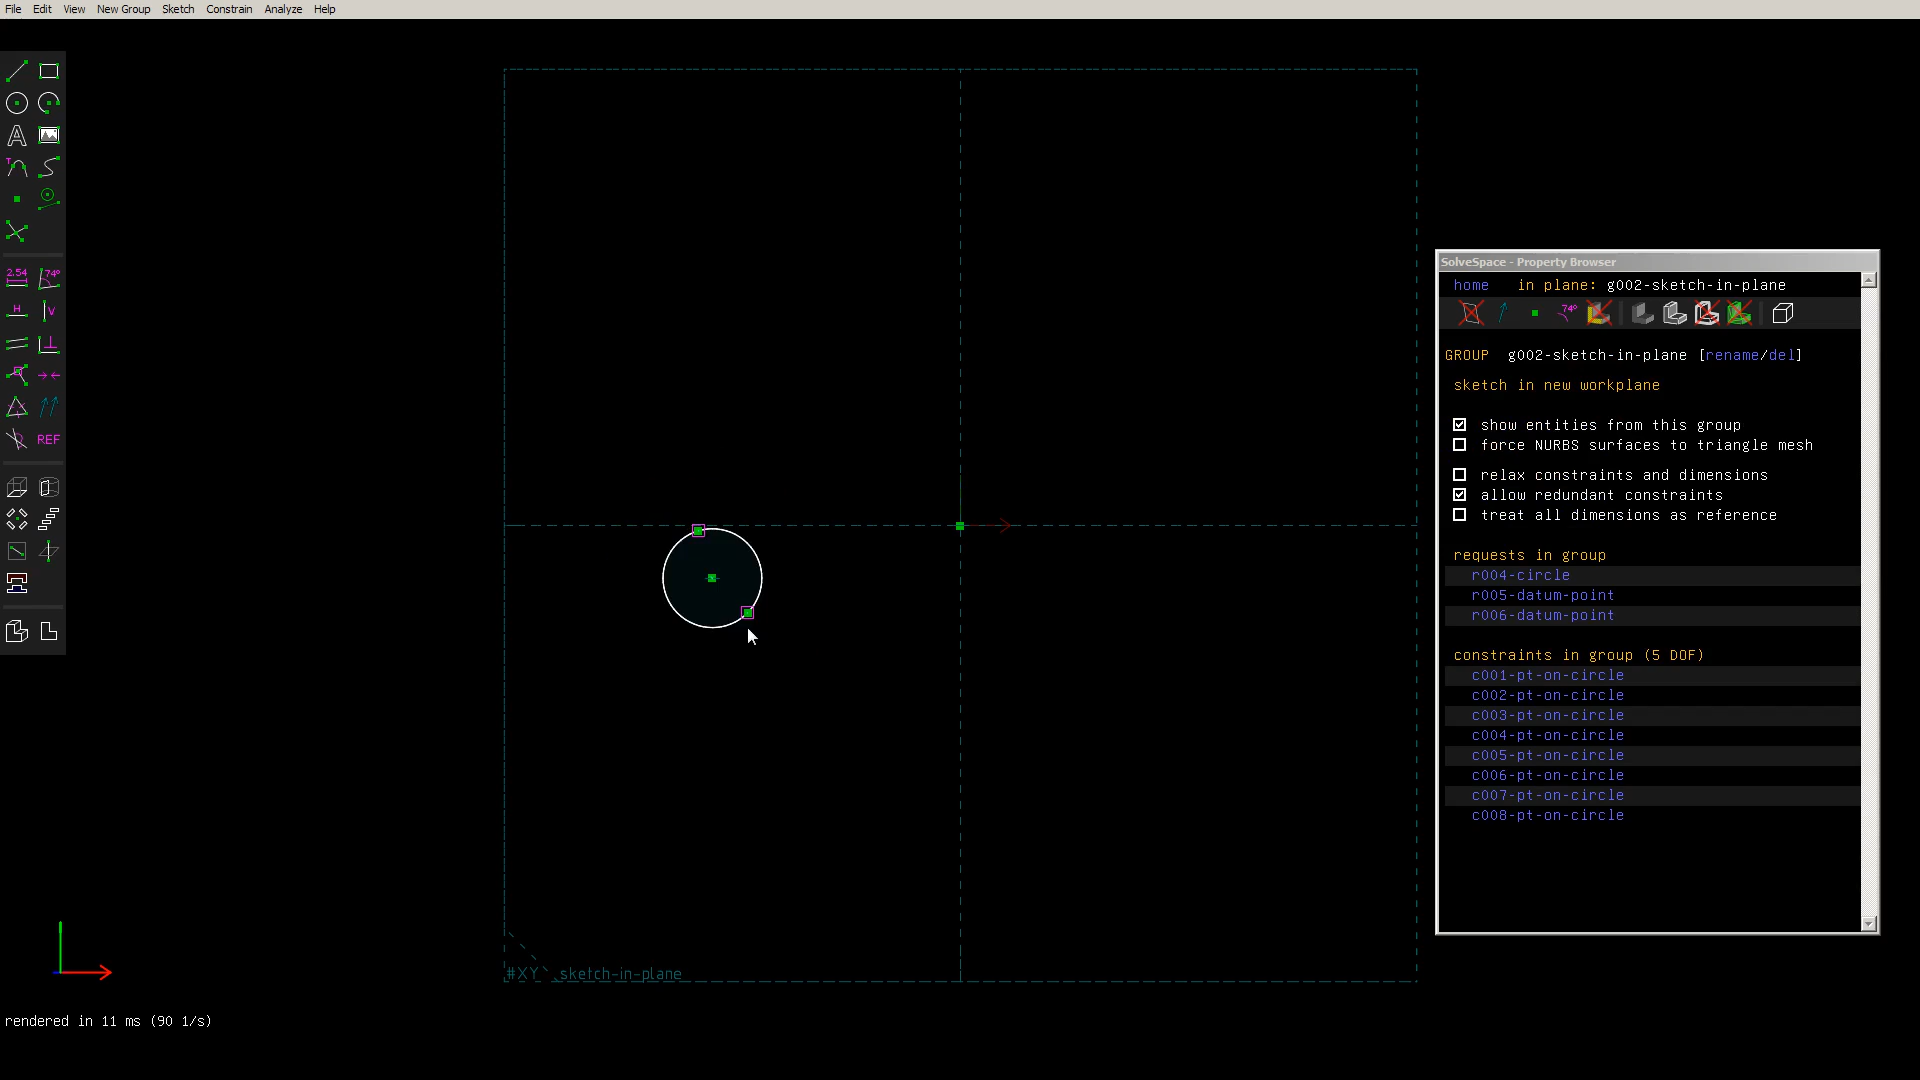 File Edit View New Group Sketch Constrain Analyze Help
A
T
2.54 74°
H V
REF
SolveSpace - Property Browser
home in plane: g002-sketch-in-plane
74°
GROUP g002-sketch-in-plane [rename/del]
sketch in new workplane
show entities from this group
force NURBS surfaces to triangle mesh
relax constraints and dimensions
allow redundant constraints
treat all dimensions as reference
requests in group
r004-circle
r005-datum-point
r006-datum-point
constraints in group (5 DOF)
c001-pt-on-circle
c002-pt-on-circle
c003-pt-on-circle
c004-pt-on-circle
c005-pt-on-circle
c006-pt-on-circle
c007-pt-on-circle
c008-pt-on-circle
#XY sketch-in-plane
rendered in 11 ms (90 1/s)